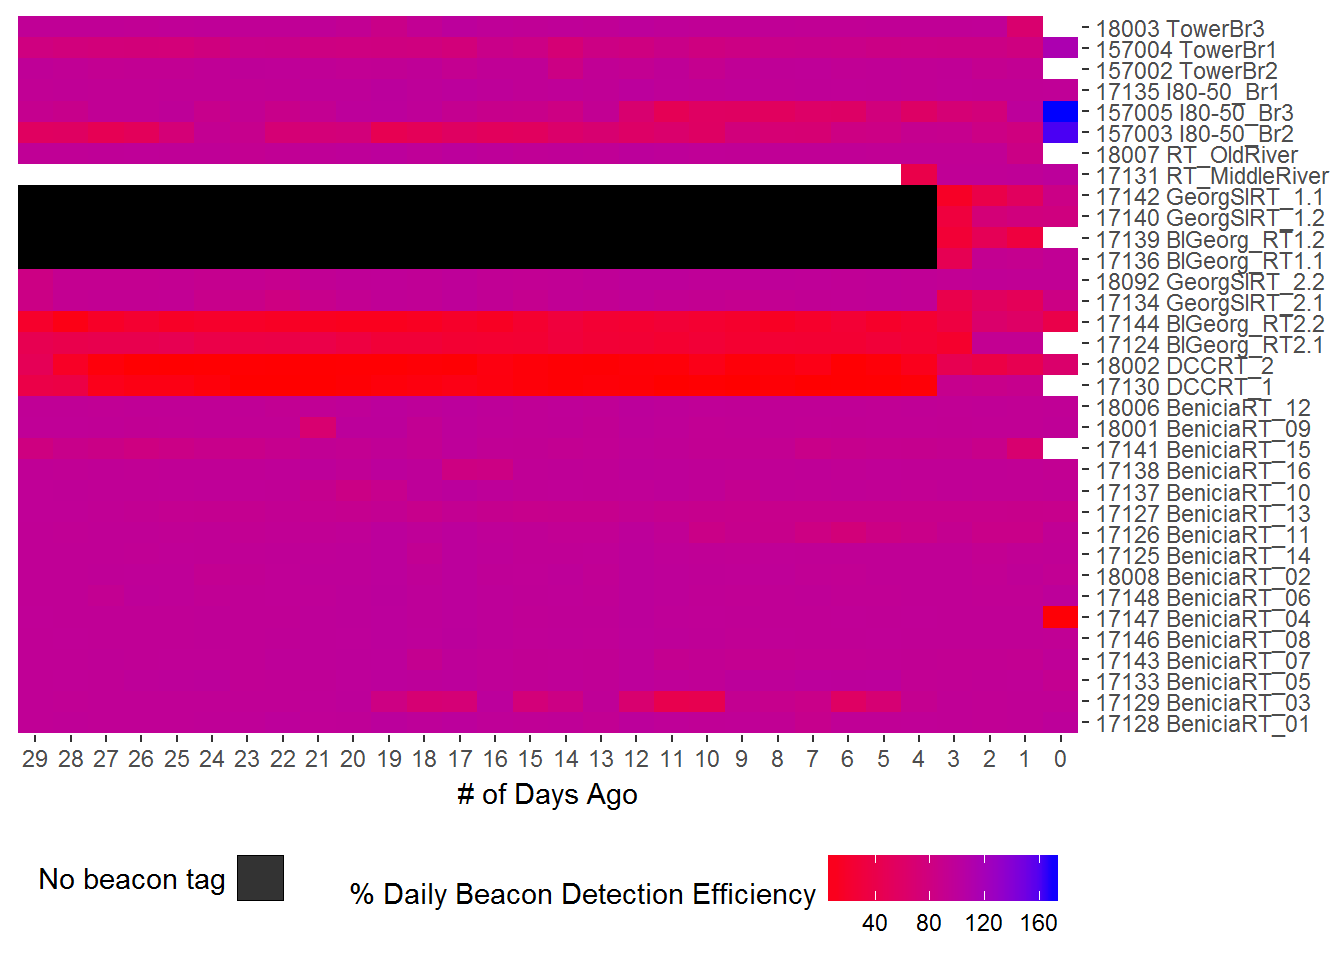 18003 TowerBr3
157004 TowerBr1
157002 TowerBr2
17135 I80-50_Br1
157005 I80-50_Br3
157003 I80-50_Br2
18007 RT_OldRiver
17131 RT_MiddleRiver
17142 GeorgSlRT_1.1
17140 GeorgSlRT_1.2
17139 BlGeorg_RT1.2
17136 BlGeorg_RT1.1
18092 GeorgSlRT_2.2
17134 GeorgSlRT_2.1
17144 BlGeorg_RT2.2
17124 BlGeorg_RT2.1
18002 DCCRT_2
17130 DCCRT_1
18006 BeniciaRT_12
18001 BeniciaRT_09
17141 BeniciaRT_15
17138 BeniciaRT_16
17137 BeniciaRT_10
17127 BeniciaRT_13
17126 BeniciaRT_11
17125 BeniciaRT_14
18008 BeniciaRT_02
17148 BeniciaRT_06
17147 BeniciaRT_04
17146 BeniciaRT_08
17143 BeniciaRT_07
17133 BeniciaRT_05
17129 BeniciaRT_03
17128 BeniciaRT_01
29 28 27 26 25 24 23 22 21 20 19 18 17 16 15 14 13 12 11 10 9 8 7 6 5 4 3 2 1 0
# of Days Ago
No beacon tag
% Daily Beacon Detection Efficiency
40 80 120 160